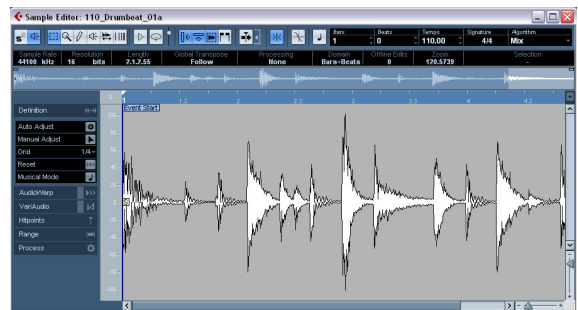 Sample Editor: 110_Drumbeat_01a
Bars Beats Tempo Signature Algorithm
1 0 110.00 4/4 Mix
Sample Rate Resolution Length Global Transpose Processing Domain Offline Edits Zoom Selection
44100 kHz 16 bits 2.1.2.55 Follow None Bars+Beats 0 120.5739 -
1 1.3 2 2.3 3 3.3 4 4.3
Event Start
Definition
Auto Adjust
Manual Adjust
Grid 1/4
Reset
Musical Mode
AudioWarp
VariAudio
Hitpoints
Range
Process